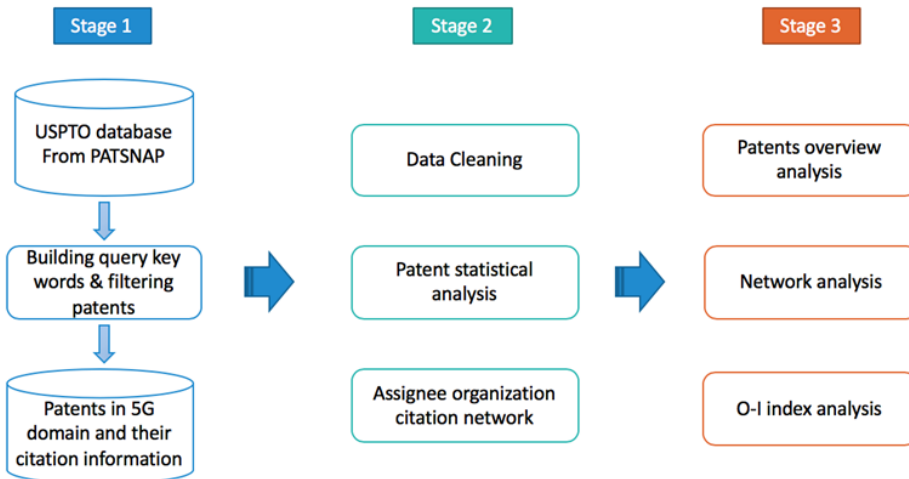 Stage 1
Stage 2
Stage 3
USPTO database
From PATSNAP
Building query key
words & filtering
patents
Patents in 5G
domain and their
citation information
Data Cleaning
Patent statistical
analysis
Assignee organization
citation network
Patents overview
analysis
Network analysis
O-I index analysis